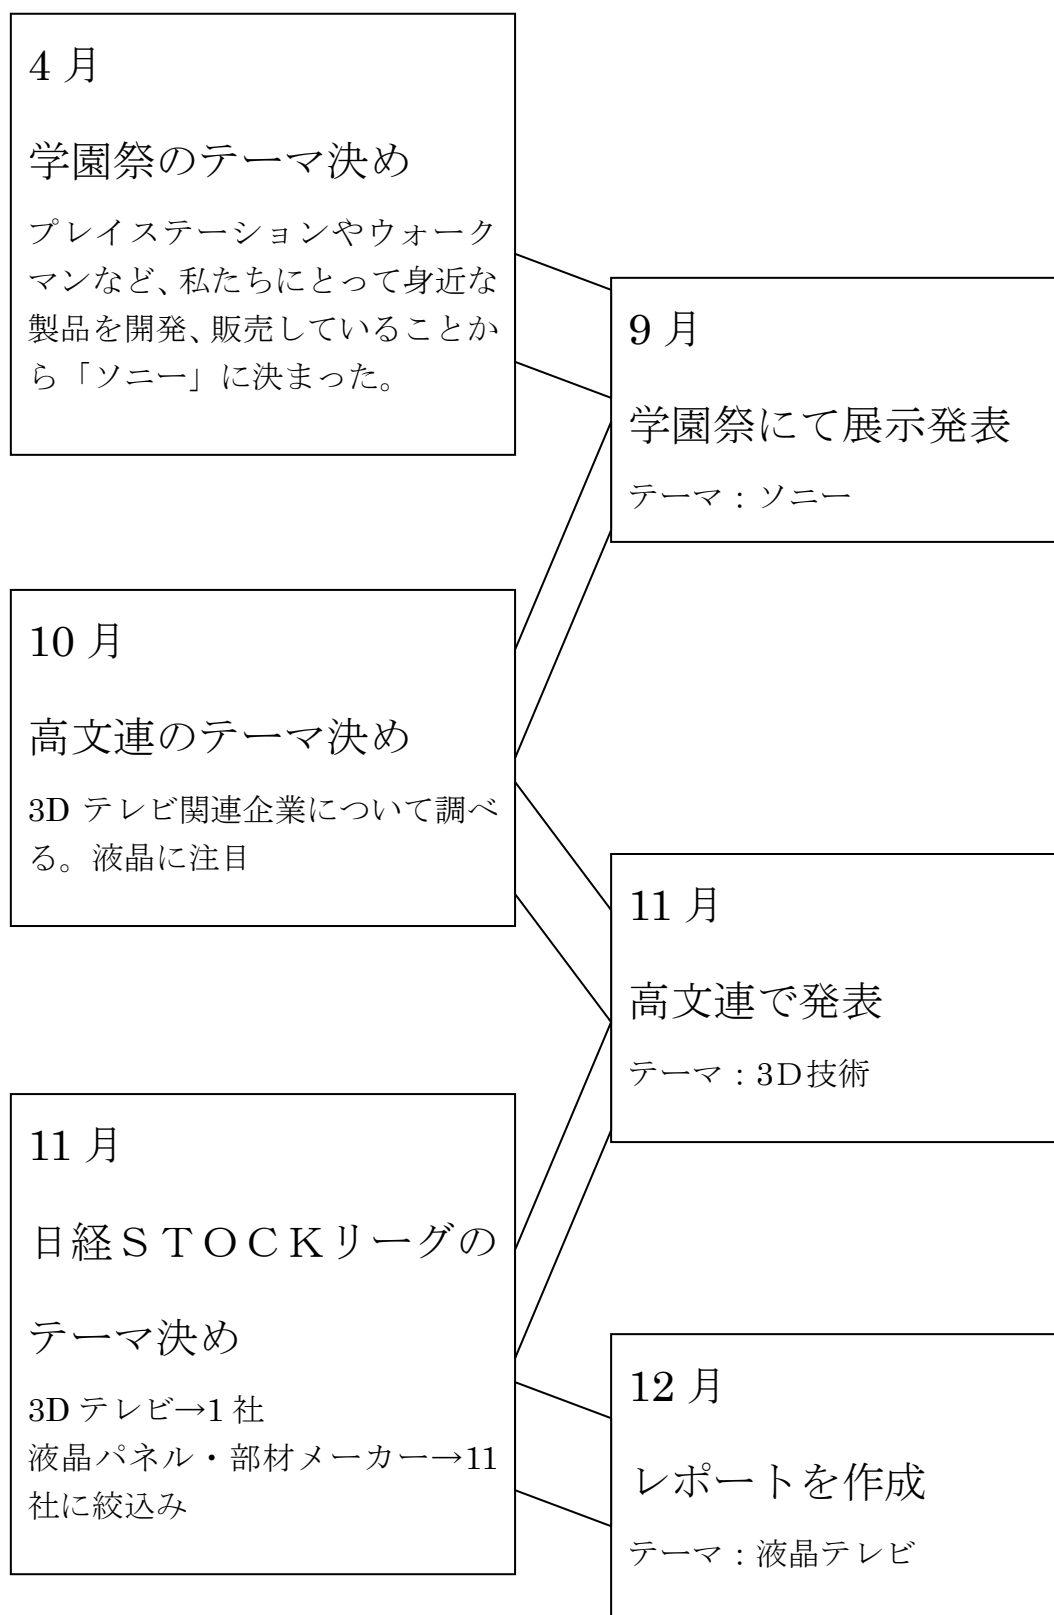 4 月
学園祭のテーマ決め
プレイステーションやウォーク
マンなど、私たちにとって身近な
製品を開発、販売していることか
ら「ソニー」に決まった。
9 月
学園祭にて展示発表
テーマ：ソニー
10 月
高文連のテーマ決め
3D テレビ関連企業について調べ
る。液晶に注目
11 月
高文連で発表
テーマ：3Ｄ技術
11 月
日経ＳＴＯＣＫリーグの
テーマ決め
3D テレビ→1 社
液晶パネル・部材メーカー→11
社に絞込み
12 月
レポートを作成
テーマ：液晶テレビ